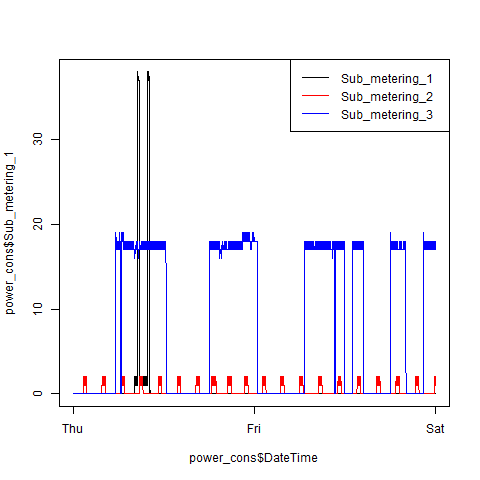 Sub_metering_1
Sub_metering_2
Sub_metering_3
power_cons$Sub_metering_1
30
20
10
0
Thu
Fri
Sat
power_cons$DateTime